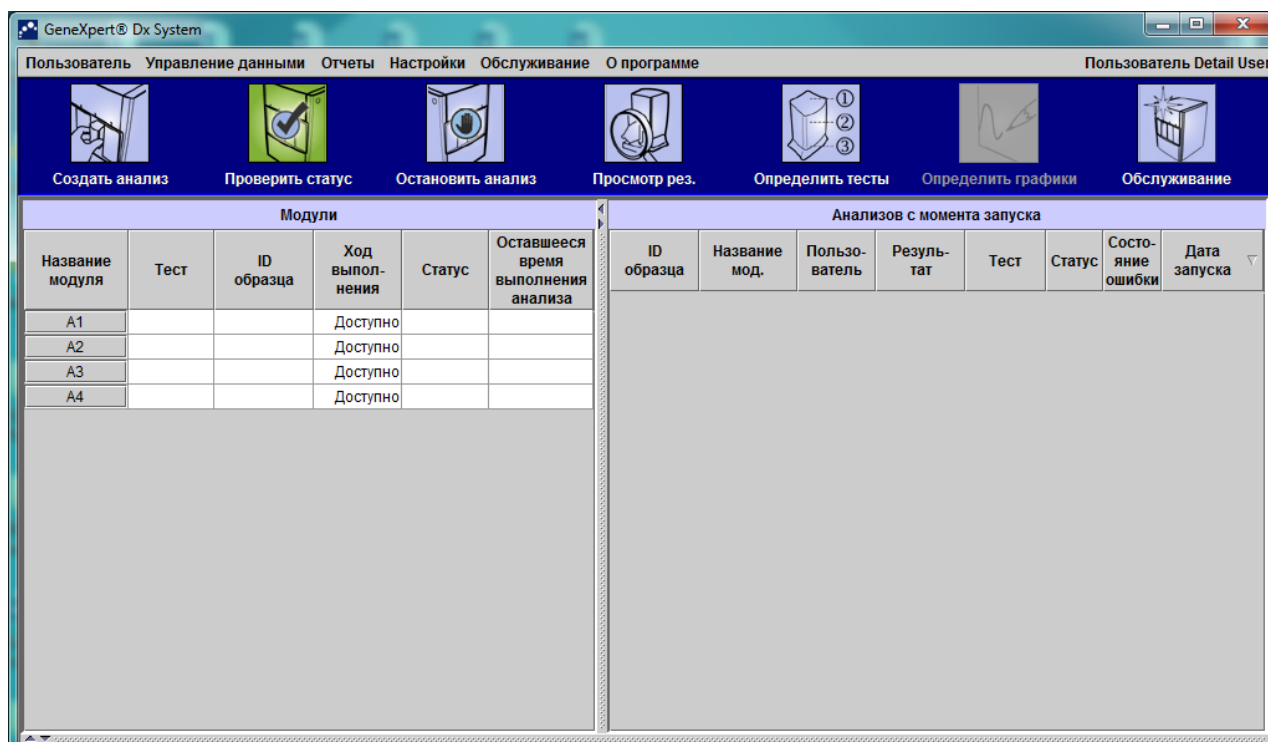 GeneXpert® Dx System
Пользователь Управление данными Отчеты Настройки Обслуживание О программе Пользователь Detail User
① ② ③
Создать анализ Проверить статус Остановить анализ Просмотр рез. Определить тесты Определить графики Обслуживание
Модули
Название модуля Тест ID образца Ход выпол-нения Статус Оставшееся время выполнения анализа
A1 Доступно
A2 Доступно
A3 Доступно
A4 Доступно
Анализов с момента запуска
ID образца Название мод. Пользо-ватель Резуль-тат Тест Статус Состо-яние ошибки Дата запуска